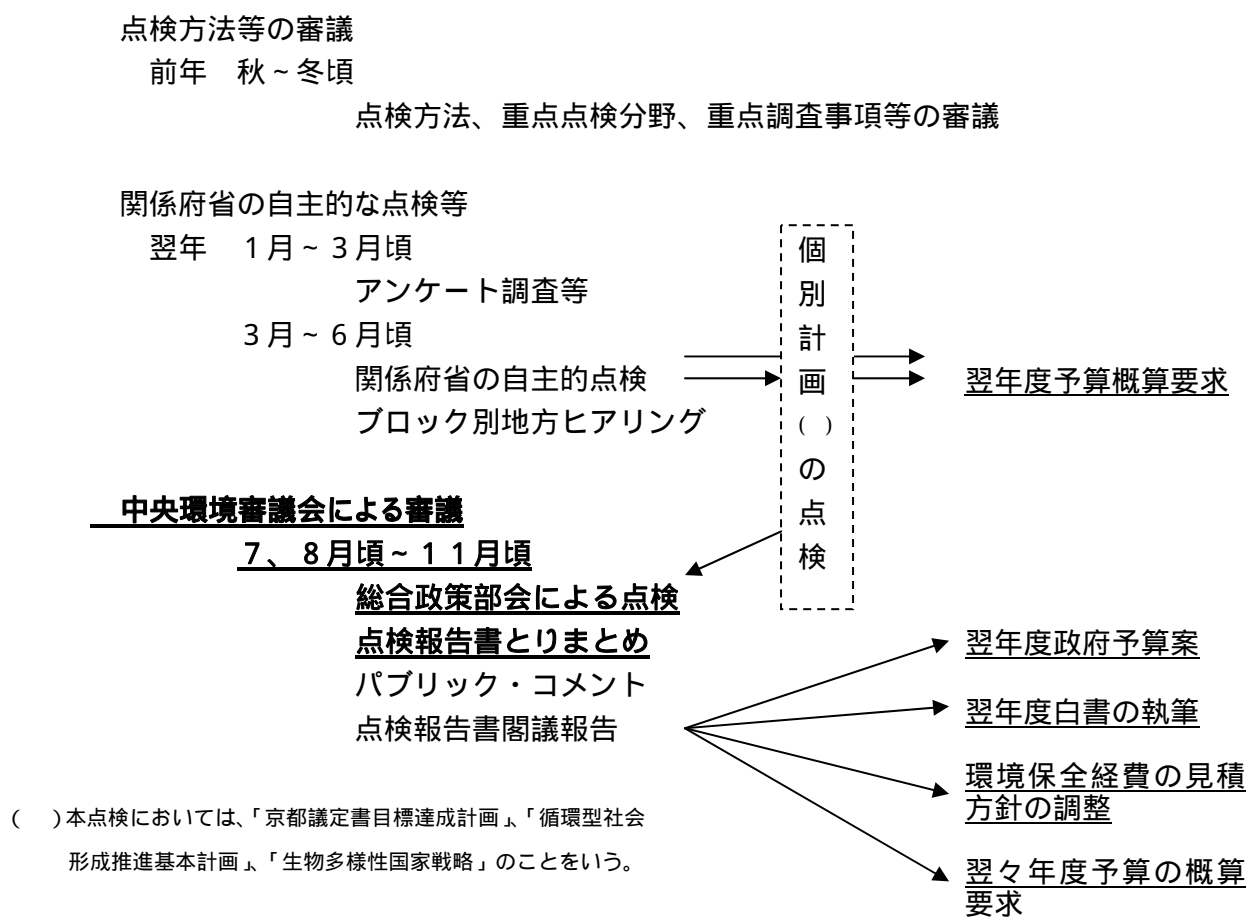 点検方法等の審議
前年　秋~冬頃
点検方法、重点点検分野、重点調査事項等の審議
関係府省の自主的な点検等
翌年　1月~3月頃
アンケート調査等
3月~6月頃
関係府省の自主的点検
ブロック別地方ヒアリング
個別計画(　)の点検
翌年度予算概算要求
中央環境審議会による審議
7、8月頃~11月頃
総合政策部会による点検
点検報告書とりまとめ
パブリック・コメント
点検報告書閣議報告
翌年度政府予算案
翌年度白書の執筆
環境保全経費の見積
方針の調整
翌々年度予算の概算
要求
(　)本点検においては、「京都議定書目標達成計画」、「循環型社会
形成推進基本計画」、「生物多様性国家戦略」のことをいう。